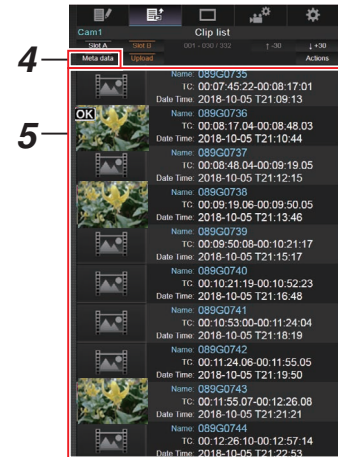 Cam1
Clip list
Slot A
Slot B
001 - 030 / 332
↑ -30
↓ +30
4
Meta data
Upload
Actions
5
Name: 089G0735
TC: 00:07:45:22-00:08:17:01
Date Time: 2018-10-05 T21:09:13
OK
Name: 089G0736
TC: 00:08:17.04-00:08:48.03
Date Time: 2018-10-05 T21:10:44
Name: 089G0737
TC: 00:08:48.04-00:09:19.05
Date Time: 2018-10-05 T21:12:15
Name: 089G0738
TC: 00:09:19.06-00:09:50.05
Date Time: 2018-10-05 T21:13:46
Name: 089G0739
TC: 00:09:50:08-00:10:21:17
Date Time: 2018-10-05 T21:15:17
Name: 089G0740
TC: 00:10:21:19-00:10:52:23
Date Time: 2018-10-05 T21:16:48
Name: 089G0741
TC: 00:10:53:00-00:11:24:04
Date Time: 2018-10-05 T21:18:19
Name: 089G0742
TC: 00:11:24.06-00:11:55.05
Date Time: 2018-10-05 T21:19:50
Name: 089G0743
TC: 00:11:55.07-00:12:26.08
Date Time: 2018-10-05 T21:21:21
Name: 089G0744
TC: 00:12:26:10-00:12:57:14
Date Time: 2018-10-05 T21:22:53